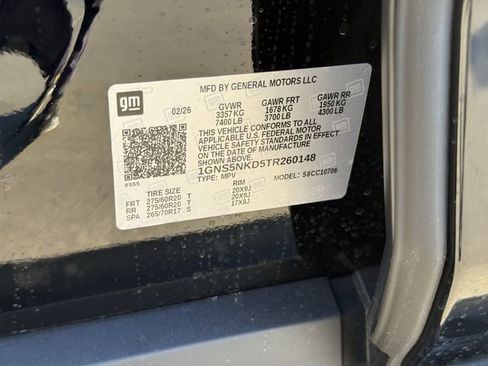 MFD BY GENERAL MOTORS LLC
gm
02/26
GVWR GAWR FRT GAWR RR
3357 KG 1678 KG 1950 KG
7400 LB 3700 LB 4300 LB
THIS VEHICLE CONFORMS TO ALL
APPLICABLE U.S. FEDERAL MOTOR
VEHICLE SAFETY STANDARDS IN EFFECT
ON THE DATE OF MANUFACTURE
SHOWN ABOVE.
1GNS5NKD5TR260148
TYPE: MPV MODEL: 58CC10706
TIRE SIZE RIM
FRT 275/60R20 T 20X9J
RR 275/60R20 T 20X9J
SPA 265/70R17 S 17X8J